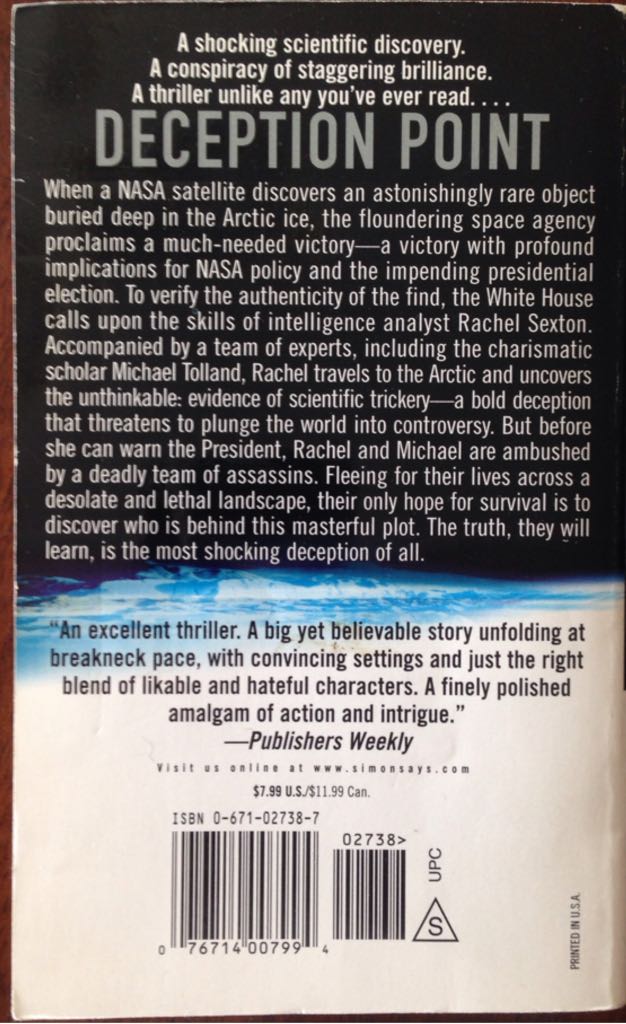 A shocking scientific discovery.
A conspiracy of staggering brilliance.
A thriller unlike any you've ever read. . . .
DECEPTION POINT
When a NASA satellite discovers an astonishingly rare object
buried deep in the Arctic ice, the floundering space agency
proclaims a much-needed victory—a victory with profound
implications for NASA policy and the impending presidential
election. To verify the authenticity of the find, the White House
calls upon the skills of intelligence analyst Rachel Sexton.
Accompanied by a team of experts, including the charismatic
scholar Michael Tolland, Rachel travels to the Arctic and uncovers
the unthinkable: evidence of scientific trickery—a bold deception
that threatens to plunge the world into controversy. But before
she can warn the President, Rachel and Michael are ambushed
by a deadly team of assassins. Fleeing for their lives across a
desolate and lethal landscape, their only hope for survival is to
discover who is behind this masterful plot. The truth, they will
learn, is the most shocking deception of all.
"An excellent thriller. A big yet believable story unfolding at
breakneck pace, with convincing settings and just the right
blend of likable and hateful characters. A finely polished
amalgam of action and intrigue."
—Publishers Weekly
Visit us online at www.simonsays.com
$7.99 U.S./$11.99 Can.
ISBN 0-671-02738-7
02738>
UPC
S
0 76714 00799 4
PRINTED IN U.S.A.